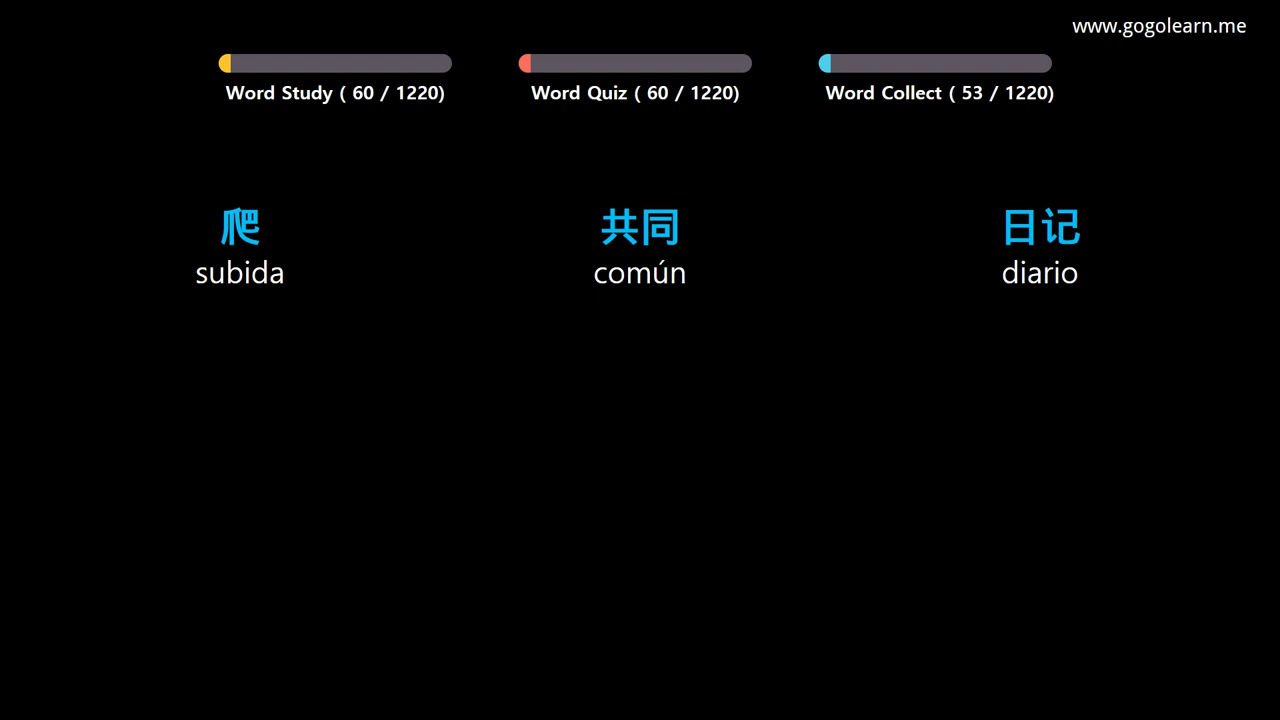 www.gogolearn.me
Word Study ( 60 / 1220)
Word Quiz ( 60 / 1220)
Word Collect ( 53 / 1220)
爬
subida
共同
común
日记
diario